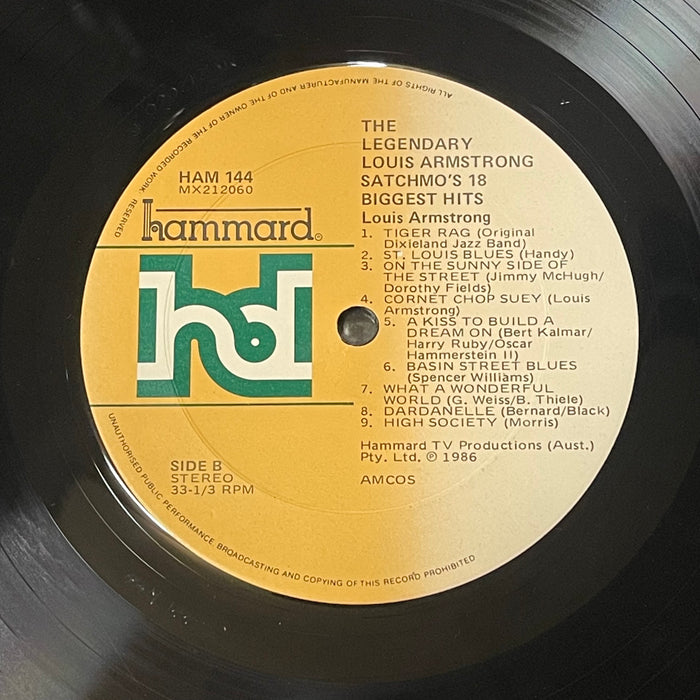 ALL RIGHTS OF THE MANUFACTURER AND OF THE OWNER OF THE RECORDED WORK RESERVED
HAM 144
MX212060
hammard®
hd
SIDE B
STEREO
33-1/3 RPM
THE
LEGENDARY
LOUIS ARMSTRONG
SATCHMO'S 18
BIGGEST HITS
Louis Armstrong
1. TIGER RAG (Original
Dixieland Jazz Band)
2. ST. LOUIS BLUES (Handy)
3. ON THE SUNNY SIDE OF
THE STREET (Jimmy McHugh/
Dorothy Fields)
4. CORNET CHOP SUEY (Louis
Armstrong)
5. A KISS TO BUILD A
DREAM ON (Bert Kalmar/
Harry Ruby/Oscar
Hammerstein II)
6. BASIN STREET BLUES
(Spencer Williams)
7. WHAT A WONDERFUL
WORLD (G. Weiss/B. Thiele)
8. DARDANELLE (Bernard/Black)
9. HIGH SOCIETY (Morris)
Hammard TV Productions (Aust.)
Pty. Ltd. ℗ 1986
AMCOS
UNAUTHORISED PUBLIC PERFORMANCE, BROADCASTING AND COPYING OF THIS RECORD PROHIBITED